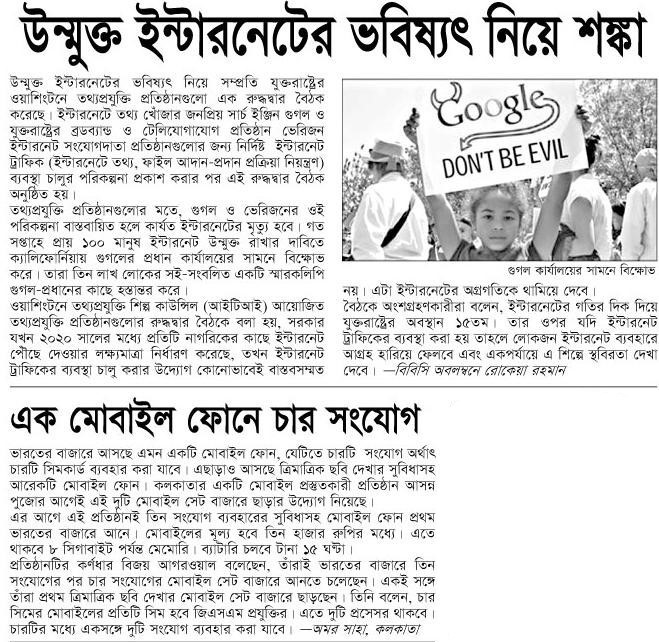 উন্মুক্ত ইন্টারনেটের ভবিষ্যৎ নিয়ে শঙ্কা
উন্মুক্ত ইন্টারনেটের ভবিষ্যৎ নিয়ে সম্প্রতি যুক্তরাষ্ট্রের
ওয়াশিংটনে তথ্যপ্রযুক্তি প্রতিষ্ঠানগুলো এক রুদ্ধদ্বার বৈঠক
করেছে। ইন্টারনেটে তথ্য খোঁজার জনপ্রিয় সার্চ ইঞ্জিন গুগল ও
যুক্তরাষ্ট্রের ব্রডব্যান্ড ও টেলিযোগাযোগ প্রতিষ্ঠান ভেরিজন
ইন্টারনেট সংযোগদাতা প্রতিষ্ঠানগুলোর জন্য নির্দিষ্ট ইন্টারনেট
ট্রাফিক (ইন্টারনেটে তথ্য, ফাইল আদান-প্রদান প্রক্রিয়া নিয়ন্ত্রণ)
ব্যবস্থা চালুর পরিকল্পনা প্রকাশ করার পর এই রুদ্ধদ্বার বৈঠক
অনুষ্ঠিত হয়।
তথ্যপ্রযুক্তি প্রতিষ্ঠানগুলোর মতে, গুগল ও ভেরিজনের ওই
পরিকল্পনা বাস্তবায়িত হলে কার্যত ইন্টারনেটের মৃত্যু হবে। গত
সপ্তাহে প্রায় ১০০ মানুষ ইন্টারনেট উন্মুক্ত রাখার দাবিতে
ক্যালিফোর্নিয়ায় গুগলের প্রধান কার্যালয়ের সামনে বিক্ষোভ
করে। তারা তিন লাখ লোকের সই-সংবলিত একটি স্মারকলিপি
গুগল-প্রধানের কাছে হস্তান্তর করে।
ওয়াশিংটনে তথ্যপ্রযুক্তি শিল্প কাউন্সিল (আইটিআই) আয়োজিত
তথ্যপ্রযুক্তি প্রতিষ্ঠানগুলোর রুদ্ধদ্বার বৈঠকে বলা হয়, সরকার
যখন ২০২০ সালের মধ্যে প্রতিটি নাগরিকের কাছে ইন্টারনেট
পৌঁছে দেওয়ার লক্ষ্যমাত্রা নির্ধারণ করেছে, তখন ইন্টারনেট
ট্রাফিকের ব্যবস্থা চালু করার উদ্যোগ কোনোভাবেই বাস্তবসম্মত
Google
DON'T BE EVIL
গুগল কার্যালয়ের সামনে বিক্ষোভ
নয়। এটা ইন্টারনেটের অগ্রগতিকে থামিয়ে দেবে।
বৈঠকে অংশগ্রহণকারীরা বলেন, ইন্টারনেটের গতির দিক দিয়ে
যুক্তরাষ্ট্রের অবস্থান ১৫তম। তার ওপর যদি ইন্টারনেট
ট্রাফিকের ব্যবস্থা করা হয় তাহলে লোকজন ইন্টারনেট ব্যবহারে
আগ্রহ হারিয়ে ফেলবে এবং একপর্যায়ে এ শিল্পে স্থবিরতা দেখা
দেবে। —বিবিসি অবলম্বনে রোকেয়া রহমান
এক মোবাইল ফোনে চার সংযোগ
ভারতের বাজারে আসছে এমন একটি মোবাইল ফোন, যেটিতে চারটি সংযোগ অর্থাৎ
চারটি সিমকার্ড ব্যবহার করা যাবে। এছাড়াও আসছে ত্রিমাত্রিক ছবি দেখার সুবিধাসহ
আরেকটি মোবাইল ফোন। কলকাতার একটি মোবাইল প্রস্তুতকারী প্রতিষ্ঠান আসন্ন
পুজোর আগেই এই দুটি মোবাইল সেট বাজারে ছাড়ার উদ্যোগ নিয়েছে।
এর আগে এই প্রতিষ্ঠানই তিন সংযোগ ব্যবহারের সুবিধাসহ মোবাইল ফোন প্রথম
ভারতের বাজারে আনে। মোবাইলের মূল্য হবে তিন হাজার রুপির মধ্যে। এতে
থাকবে ৮ সিগাবাইট পর্যন্ত মেমোরি। ব্যাটারি চলবে টানা ১৫ ঘন্টা।
প্রতিষ্ঠানটির কর্ণধার বিজয় আগরওয়াল বলেছেন, তাঁরাই ভারতের বাজারে তিন
সংযোগের পর চার সংযোগের মোবাইল সেট বাজারে আনতে চলেছেন। একই সঙ্গে
তাঁরা প্রথম ত্রিমাত্রিক ছবি দেখার মোবাইল সেট বাজারে ছাড়ছেন। তিনি বলেন, চার
সিমের মোবাইলের প্রতিটি সিম হবে জিএসএম প্রযুক্তির। এতে দুটি প্রসেসর থাকবে।
চারটির মধ্যে একসঙ্গে দুটি সংযোগ ব্যবহার করা যাবে। —অমর সাহা, কলকাতা